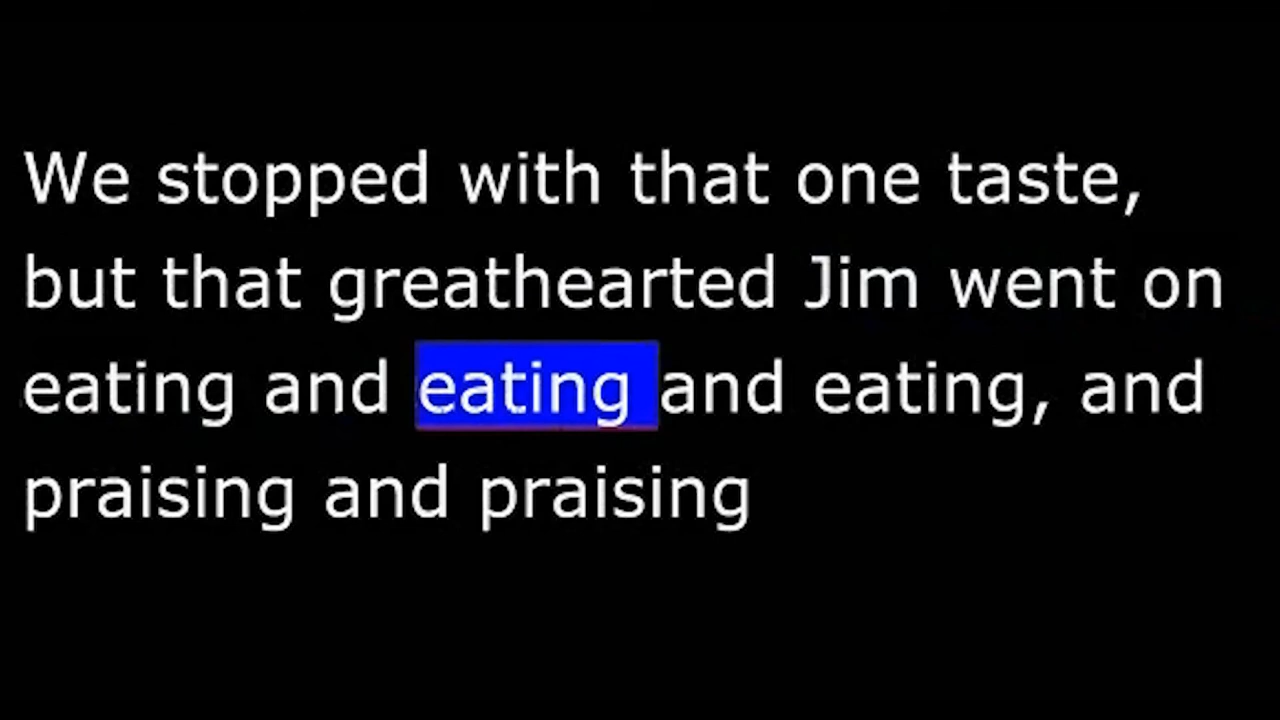 We stopped with that one taste,
but that greathearted Jim went on
eating and eating and eating, and
praising and praising